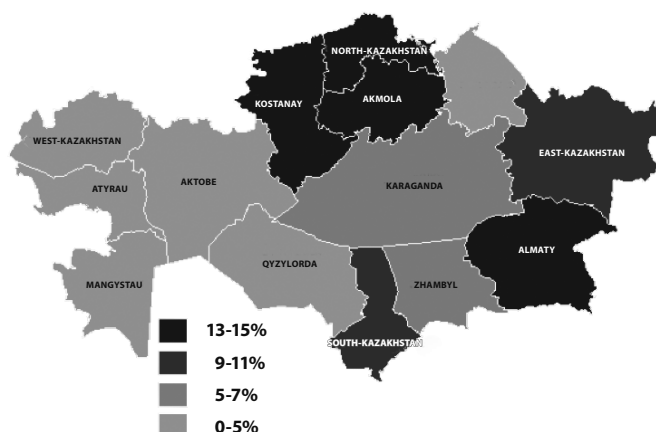 NORTH-KAZAKHSTAN
KOSTANAY
AKMOLA
WEST-KAZAKHSTAN
EAST-KAZAKHSTAN
ATYRAU
AKTOBE
KARAGANDA
ALMATY
QYZYLORDA
MANGYSTAU
ZHAMBYL
SOUTH-KAZAKHSTAN
13-15%
9-11%
5-7%
0-5%